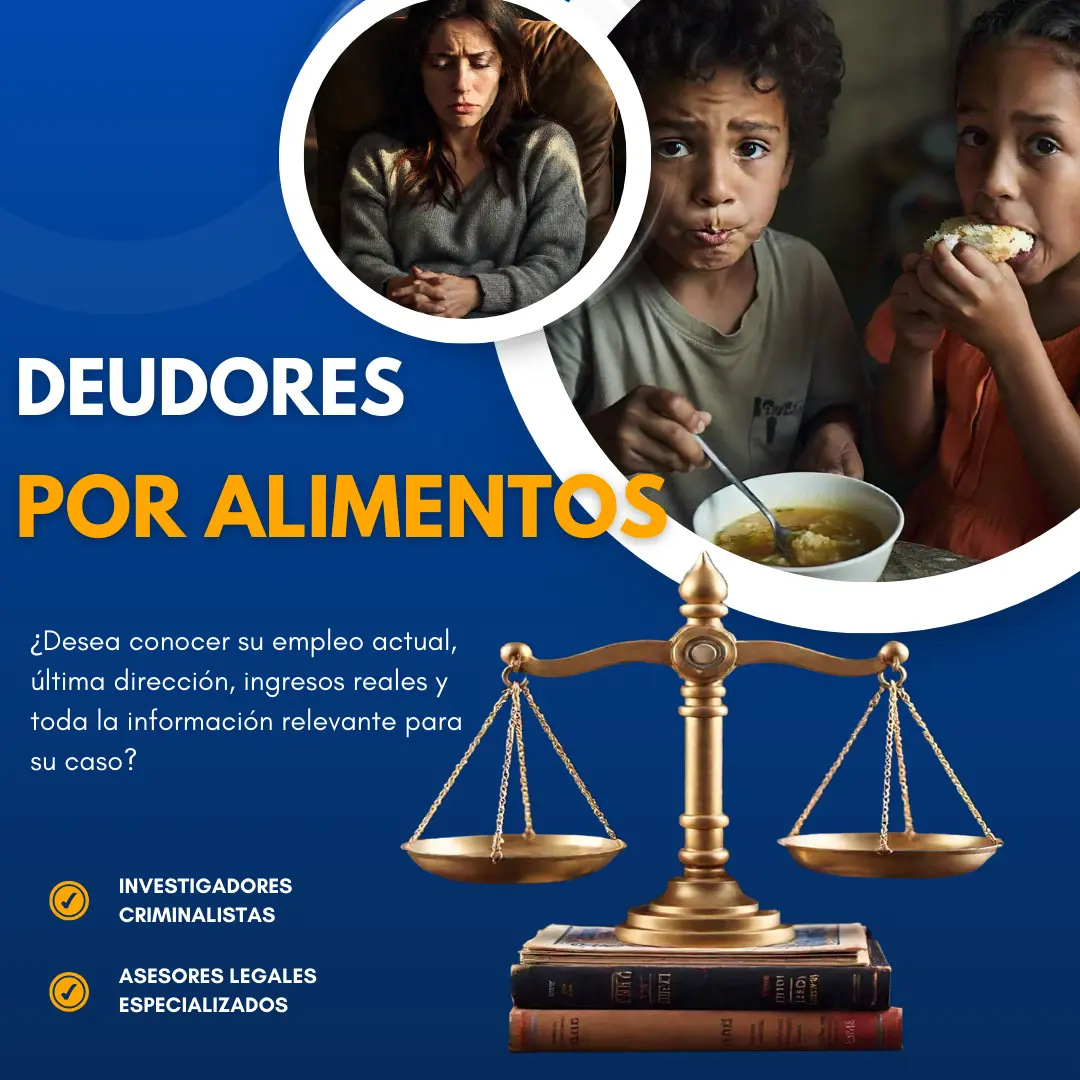 DEUDORES
POR ALIMENTOS
¿Desea conocer su empleo actual,
última dirección, ingresos reales y
toda la información relevante para
su caso?
INVESTIGADORES
CRIMINALISTAS
ASESORES LEGALES
ESPECIALIZADOS